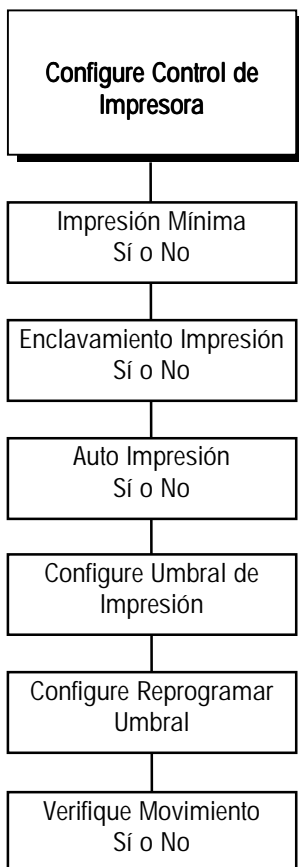 Configure Control de
Impresora
Impresión Mínima
Sí o No
Enclavamiento Impresión
Sí o No
Auto Impresión
Sí o No
Configure Umbral de
Impresión
Configure Reprogramar
Umbral
Verifique Movimiento
Sí o No